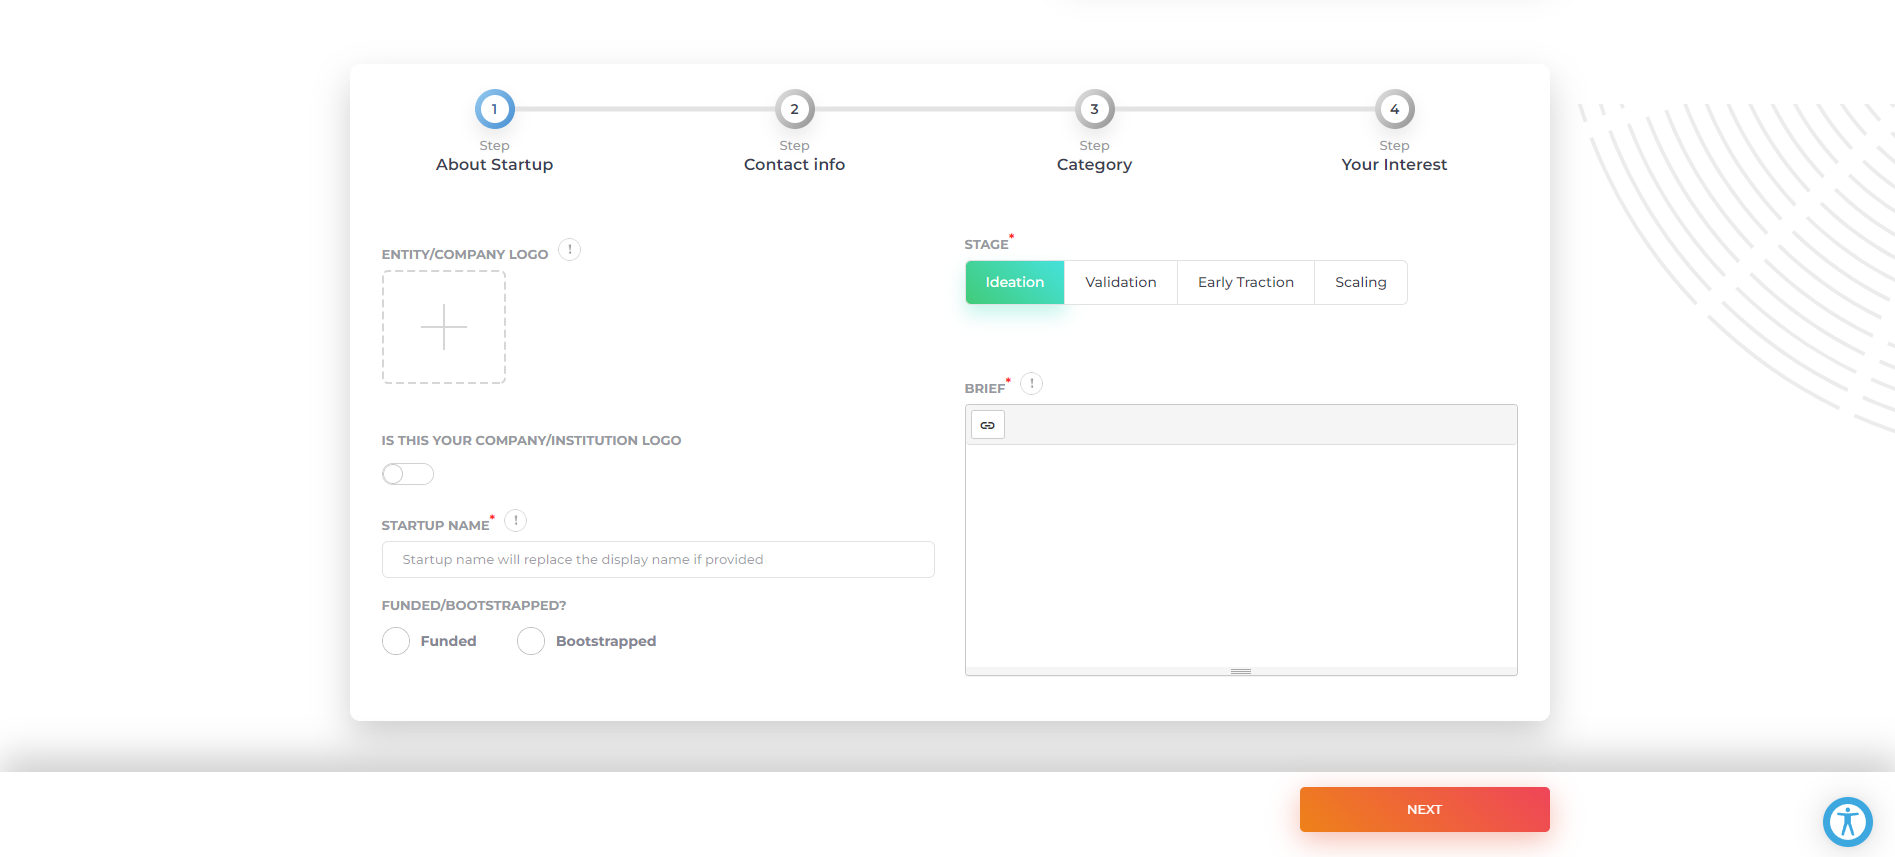 1
2
3
4
Step
Step
Step
Step
About Startup
Contact info
Category
Your Interest
ENTITY/COMPANY LOGO !
IS THIS YOUR COMPANY/INSTITUTION LOGO
STARTUP NAME* !
Startup name will replace the display name if provided
FUNDED/BOOTSTRAPPED?
Funded
Bootstrapped
STAGE*
Ideation
Validation
Early Traction
Scaling
BRIEF* !
NEXT